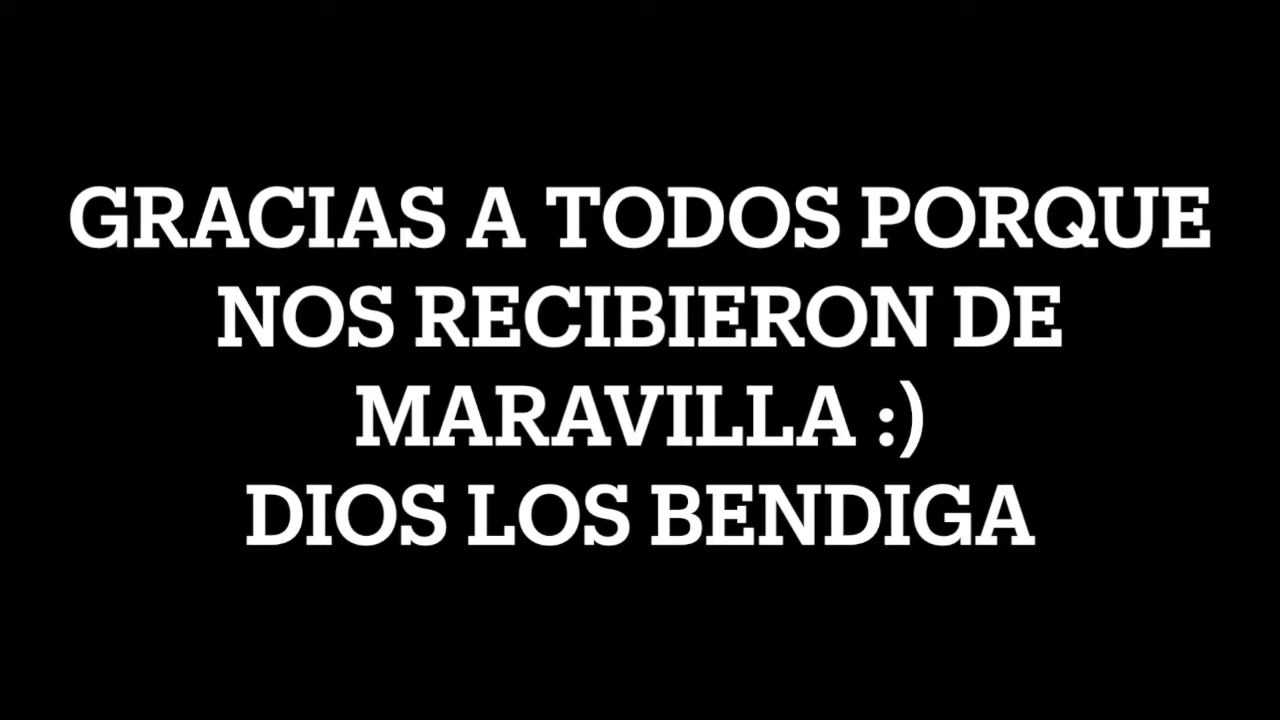 GRACIAS A TODOS PORQUE
NOS RECIBIERON DE
MARAVILLA :)
DIOS LOS BENDIGA